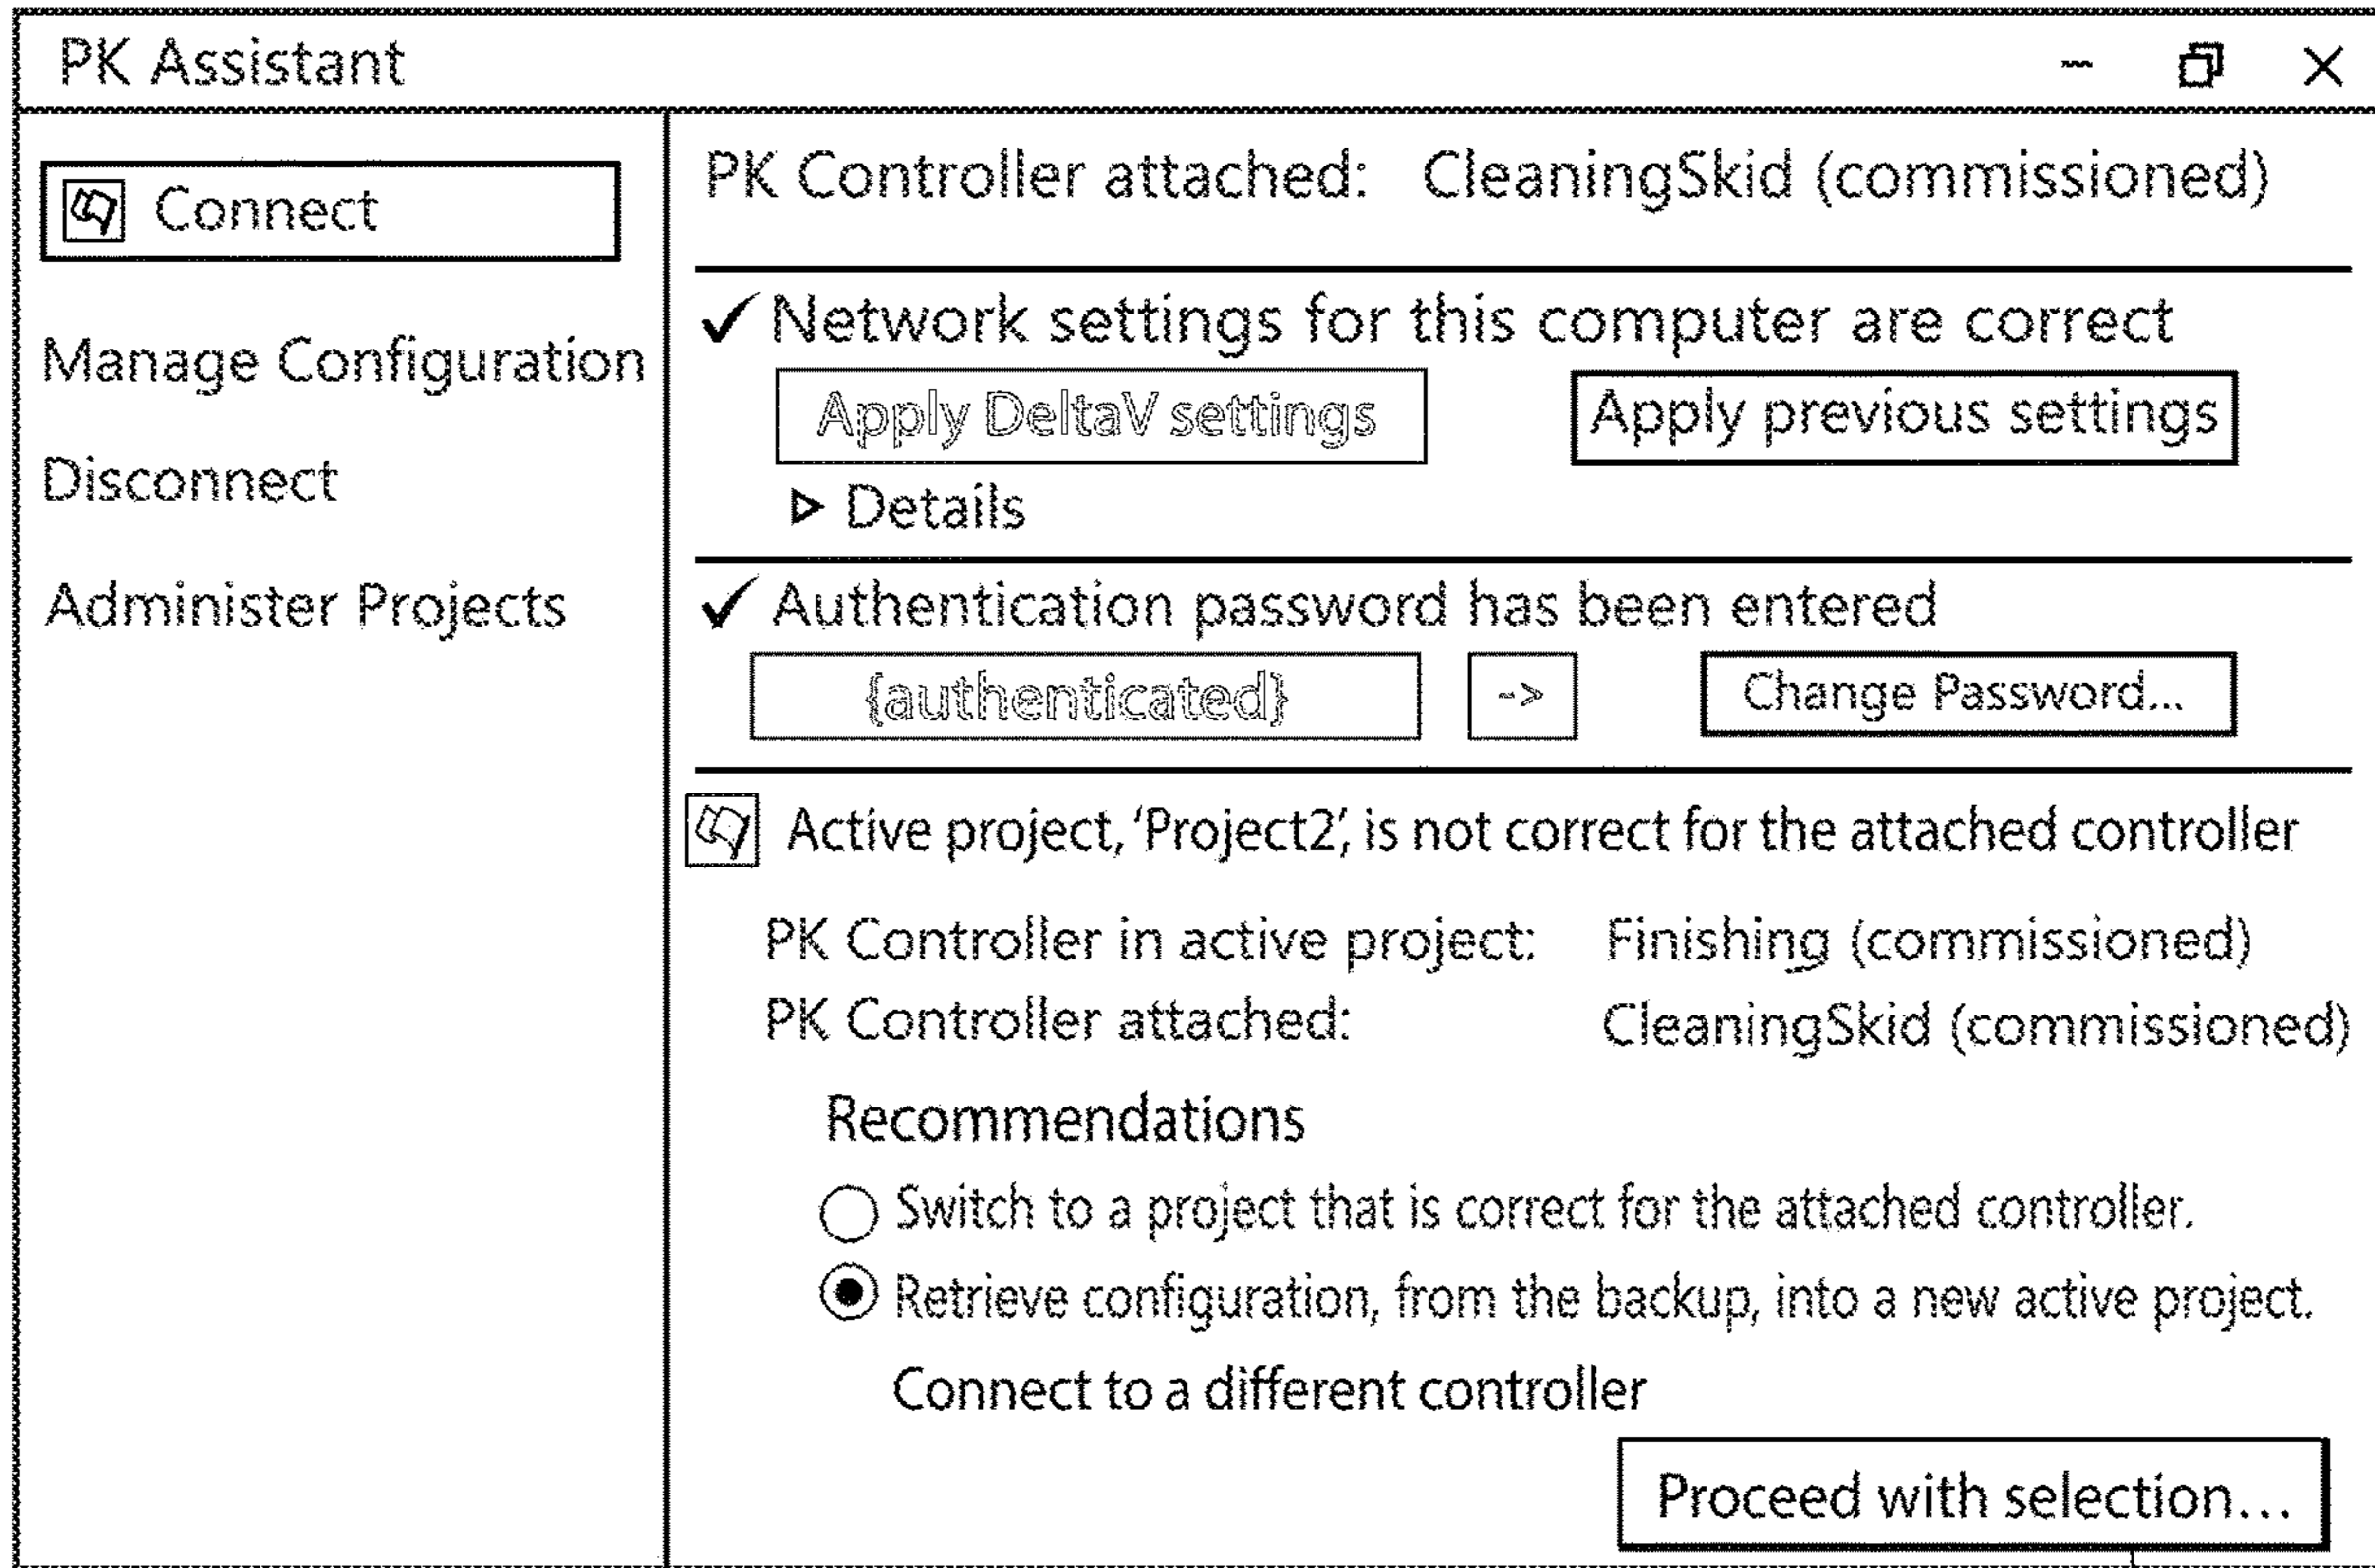 PK Assistant
Connect
Manage Configuration
Disconnect
Administer Projects
PK Controller attached: CleaningSkid (commissioned)
✓ Network settings for this computer are correct
Apply DeltaV settings Apply previous settings
Details
✓ Authentication password has been entered
{authenticated} -> Change Password...
Active project, 'Project2', is not correct for the attached controller
PK Controller in active project: Finishing (commissioned)
PK Controller attached: CleaningSkid (commissioned)
Recommendations
Switch to a project that is correct for the attached controller.
Retrieve configuration, from the backup, into a new active project.
Connect to a different controller
Proceed with selection...